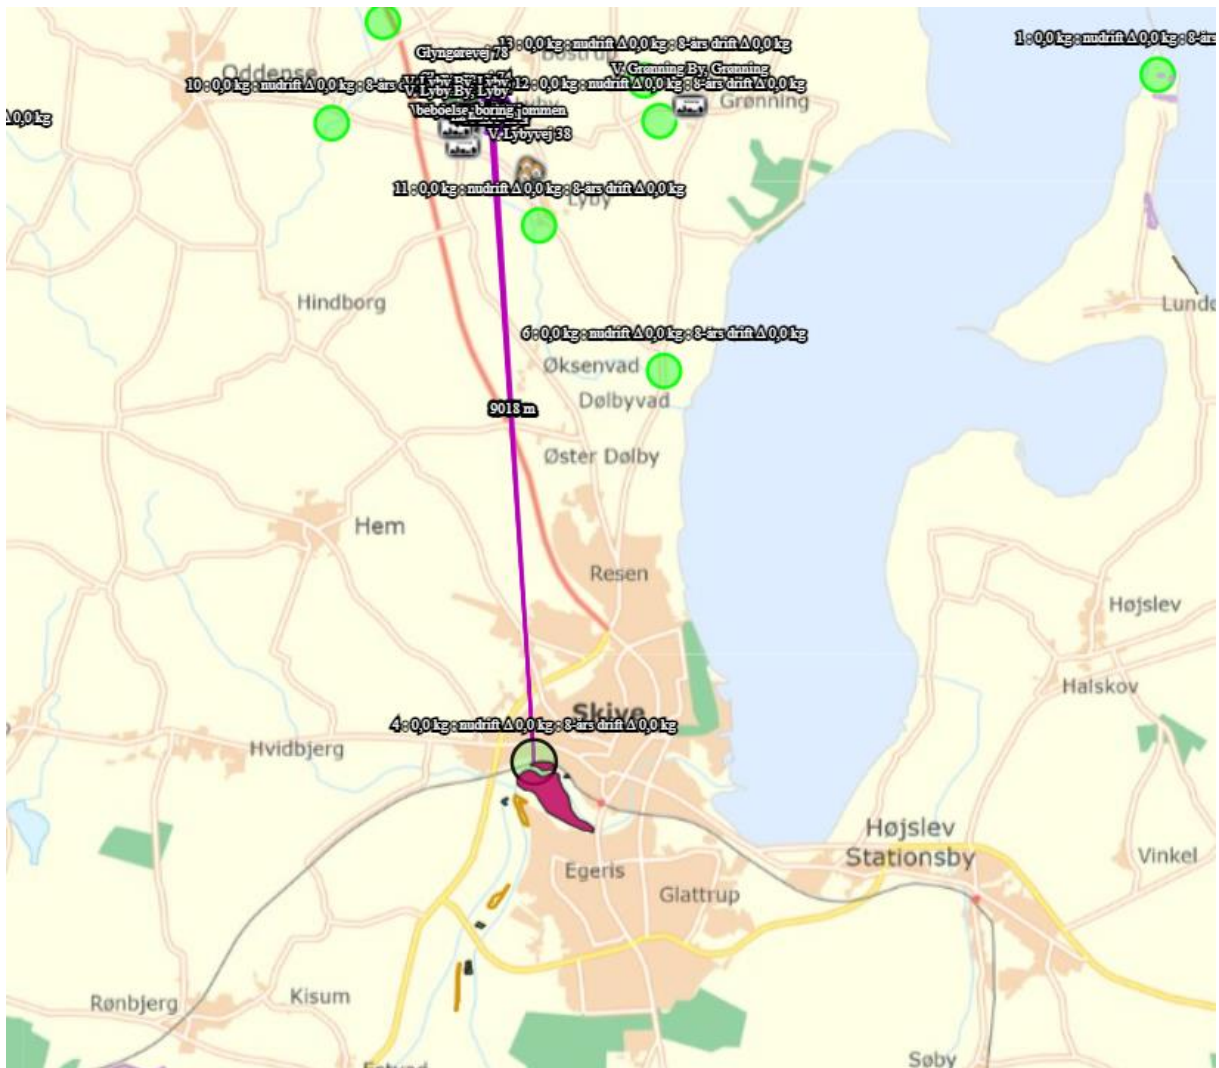 Glyngørevej 78
13 : 0,0 kg : nudrift Δ 0,0 kg : 8-års drift Δ 0,0 kg
1 : 0,0 kg : nudrift Δ 0,0 kg : 8-års
Oddense
V. Grønning By, Grønning
10 : 0,0 kg : nudrift Δ 0,0 kg : 8-års
12 : 0,0 kg : nudrift Δ 0,0 kg : 8-års drift Δ 0,0 kg
V. Lyby By, Lyby
Grønning
Δ 0,0 kg
beboelse, boring
V. Lybyvej 38
11 : 0,0 kg : nudrift Δ 0,0 kg : 8-års drift Δ 0,0 kg
Lyby
Hindborg
Lundø
6 : 0,0 kg : nudrift Δ 0,0 kg : 8-års drift Δ 0,0 kg
Øksenvad
Dølbyvad
9018 m
Øster Dølby
Hem
Resen
Højslev
Halskov
Skive
4 : 0,0 kg : nudrift Δ 0,0 kg : 8-års drift Δ 0,0 kg
Hvidbjerg
Højslev
Stationsby
Vinkel
Egeris
Glattrup
Rønbjerg
Kisum
Søby
Estvad